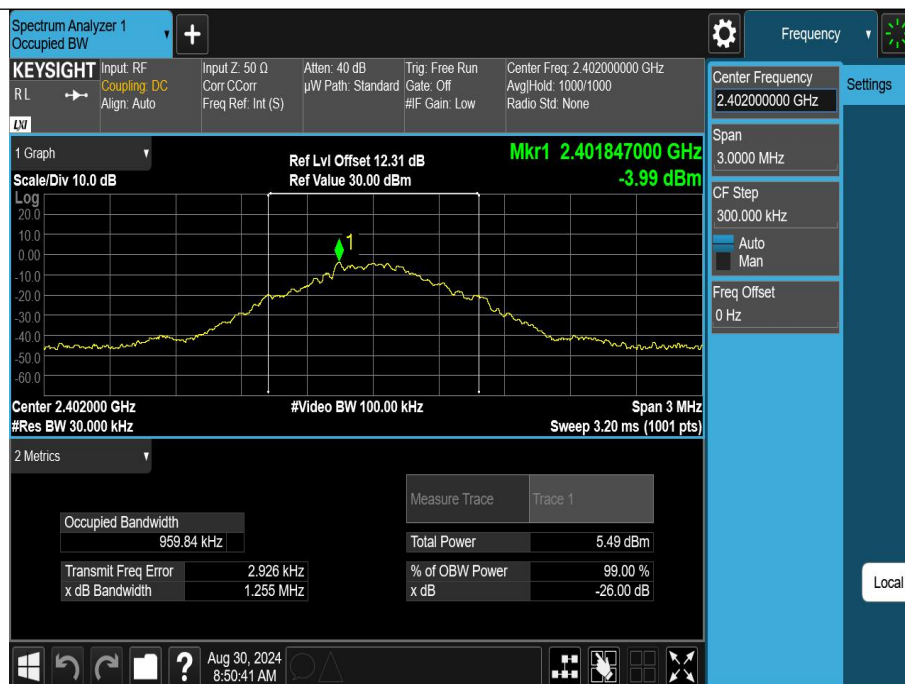 Spectrum Analyzer 1
Occupied BW
Frequency
KEYSIGHT
RL
LXI
Input: RF
Coupling: DC
Align: Auto
Input Z: 50 Ω
Corr CCorr
Freq Ref: Int (S)
Atten: 40 dB
µW Path: Standard
Trig: Free Run
Gate: Off
#IF Gain: Low
Center Freq: 2.402000000 GHz
Avg|Hold: 1000/1000
Radio Std: None
Center Frequency
2.402000000 GHz
Settings
Span
3.0000 MHz
CF Step
300.000 kHz
Auto
Man
Freq Offset
0 Hz
Local
1 Graph
Scale/Div 10.0 dB
Ref Lvl Offset 12.31 dB
Ref Value 30.00 dBm
Mkr1 2.401847000 GHz
-3.99 dBm
Log
20.0
10.0
0.00
-10.0
-20.0
-30.0
-40.0
-50.0
-60.0
1
Center 2.402000 GHz
#Res BW 30.000 kHz
#Video BW 100.00 kHz
Span 3 MHz
Sweep 3.20 ms (1001 pts)
2 Metrics
Measure Trace Trace 1
Occupied Bandwidth
959.84 kHz
Total Power 5.49 dBm
Transmit Freq Error 2.926 kHz
% of OBW Power 99.00 %
x dB Bandwidth 1.255 MHz
x dB -26.00 dB
?
Aug 30, 2024
8:50:41 AM